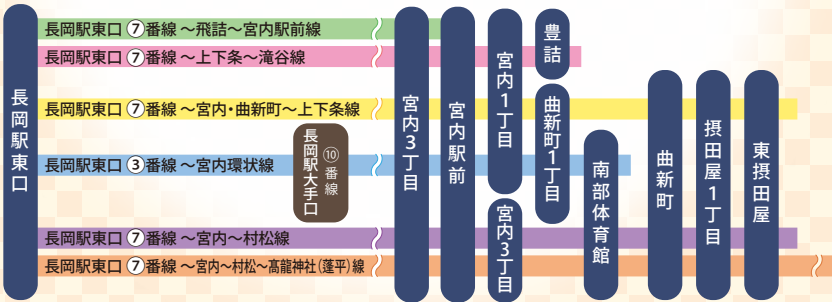 長岡駅東口
長岡駅東口 ⑦番線 〜飛詰〜宮内駅前線
長岡駅東口 ⑦番線 〜上下条〜滝谷線
長岡駅東口 ⑦番線 〜宮内・曲新町〜上下条線
長岡駅大手口
⑩番線
長岡駅東口 ③番線 〜宮内環状線
長岡駅東口 ⑦番線 〜宮内〜村松線
長岡駅東口 ⑦番線 〜宮内〜村松〜髙龍神社(蓬平)線
宮内3丁目
宮内駅前
宮内1丁目
宮内3丁目
豊詰
曲新町1丁目
南部体育館
曲新町
摂田屋1丁目
東摂田屋